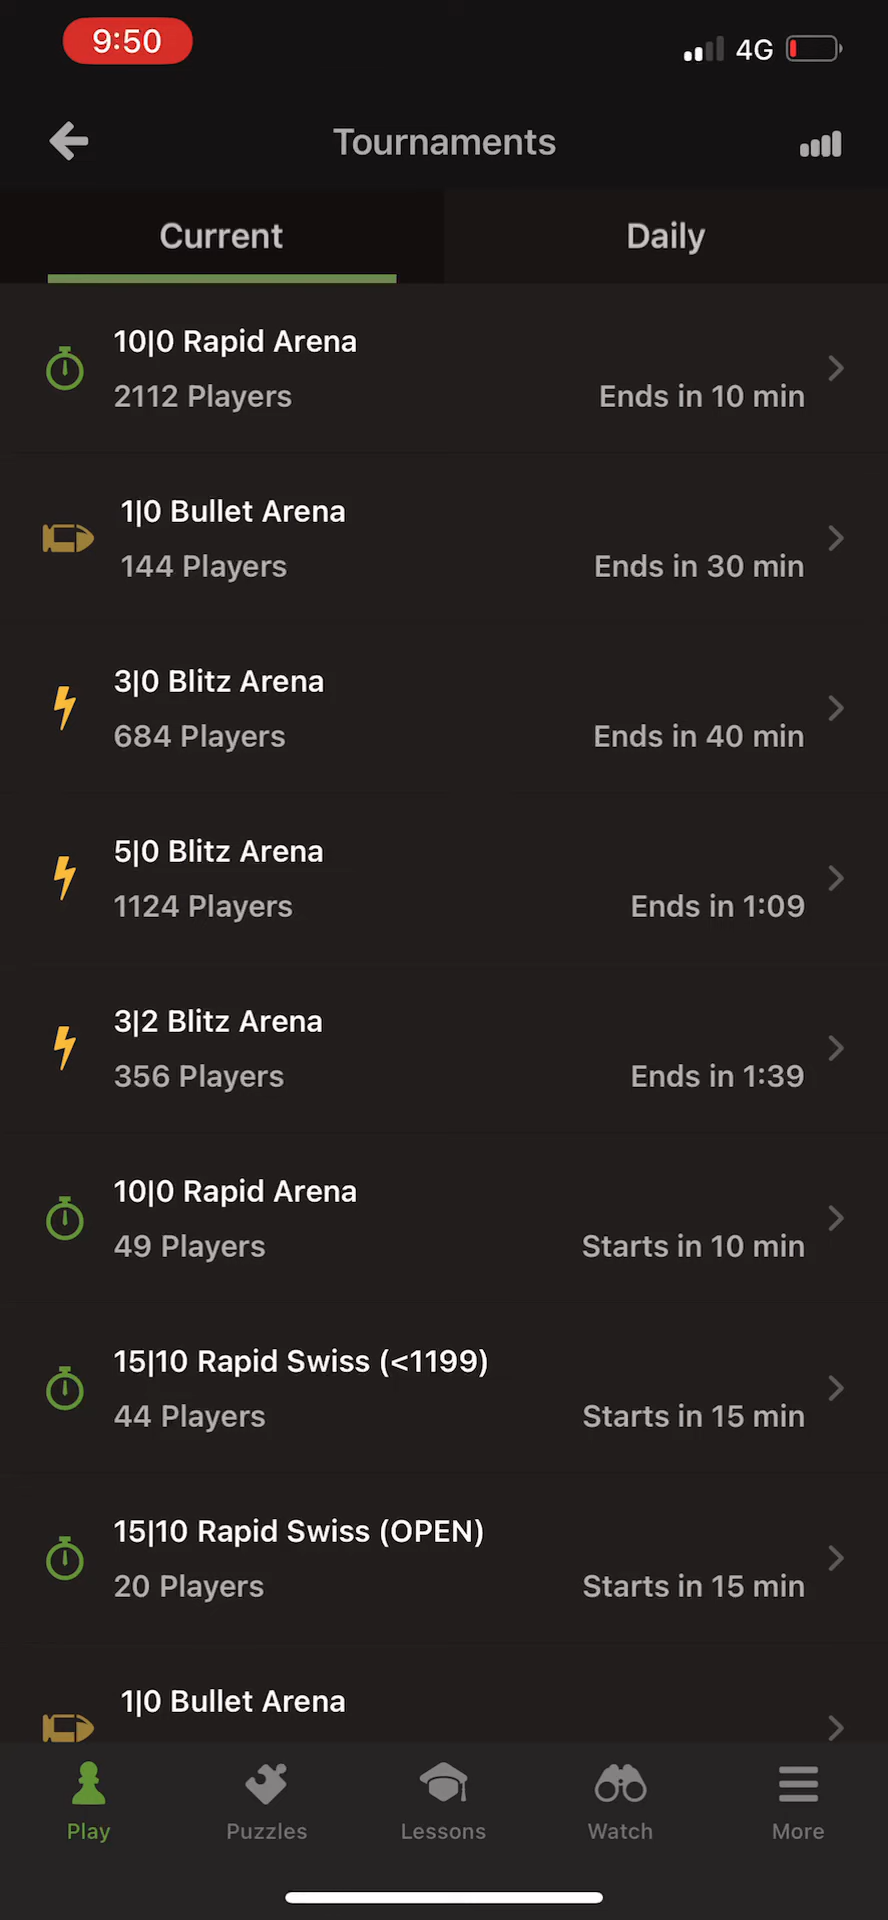 9:50
4G
Tournaments
Current
Daily
10|0 Rapid Arena
2112 Players
Ends in 10 min
1|0 Bullet Arena
144 Players
Ends in 30 min
3|0 Blitz Arena
684 Players
Ends in 40 min
5|0 Blitz Arena
1124 Players
Ends in 1:09
3|2 Blitz Arena
356 Players
Ends in 1:39
10|0 Rapid Arena
49 Players
Starts in 10 min
15|10 Rapid Swiss (<1199)
44 Players
Starts in 15 min
15|10 Rapid Swiss (OPEN)
20 Players
Starts in 15 min
1|0 Bullet Arena
Play
Puzzles
Lessons
Watch
More